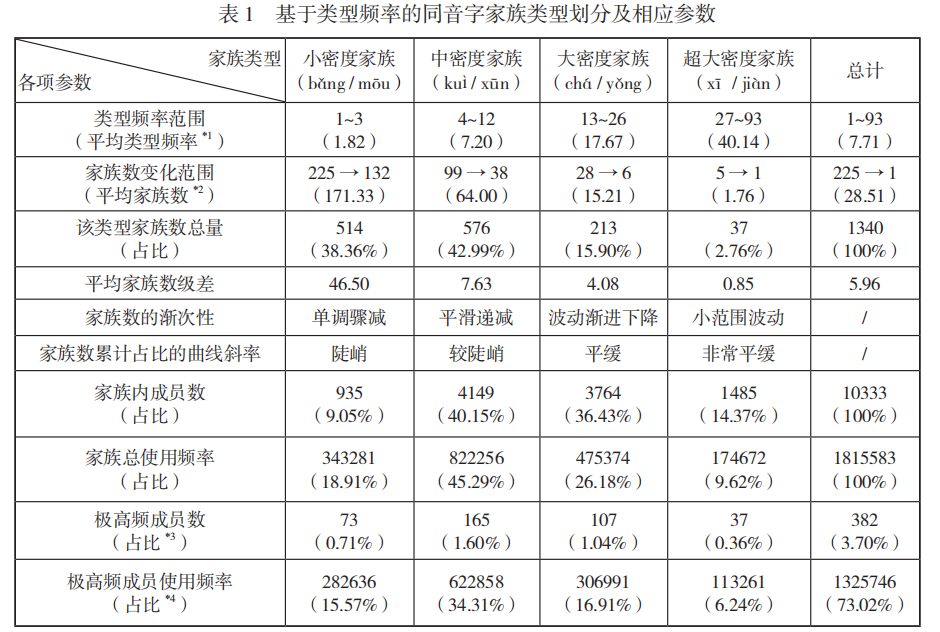 表 1 基于类型频率的同音字家族类型划分及相应参数
家族类型
各项参数
小密度家族
（bǎng / mōu）
中密度家族
（kuì / xūn）
大密度家族
（chá / yǒng）
超大密度家族
（xī / jiàn）
总计
类型频率范围
（平均类型频率 *1）
1~3
（1.82）
4~12
（7.20）
13~26
（17.67）
27~93
（40.14）
1~93
（7.71）
家族数变化范围
（平均家族数 *2）
225 → 132
（171.33）
99 → 38
（64.00）
28 → 6
（15.21）
5 → 1
（1.76）
225 → 1
（28.51）
该类型家族数总量
（占比）
514
（38.36%）
576
（42.99%）
213
（15.90%）
37
（2.76%）
1340
（100%）
平均家族数级差
46.50
7.63
4.08
0.85
5.96
家族数的渐次性
单调骤减
平滑递减
波动渐进下降
小范围波动
/
家族数累计占比的曲线斜率
陡峭
较陡峭
平缓
非常平缓
/
家族内成员数
（占比）
935
（9.05%）
4149
（40.15%）
3764
（36.43%）
1485
（14.37%）
10333
（100%）
家族总使用频率
（占比）
343281
（18.91%）
822256
（45.29%）
475374
（26.18%）
174672
（9.62%）
1815583
（100%）
极高频成员数
（占比 *3）
73
（0.71%）
165
（1.60%）
107
（1.04%）
37
（0.36%）
382
（3.70%）
极高频成员使用频率
（占比 *4）
282636
（15.57%）
622858
（34.31%）
306991
（16.91%）
113261
（6.24%）
1325746
（73.02%）